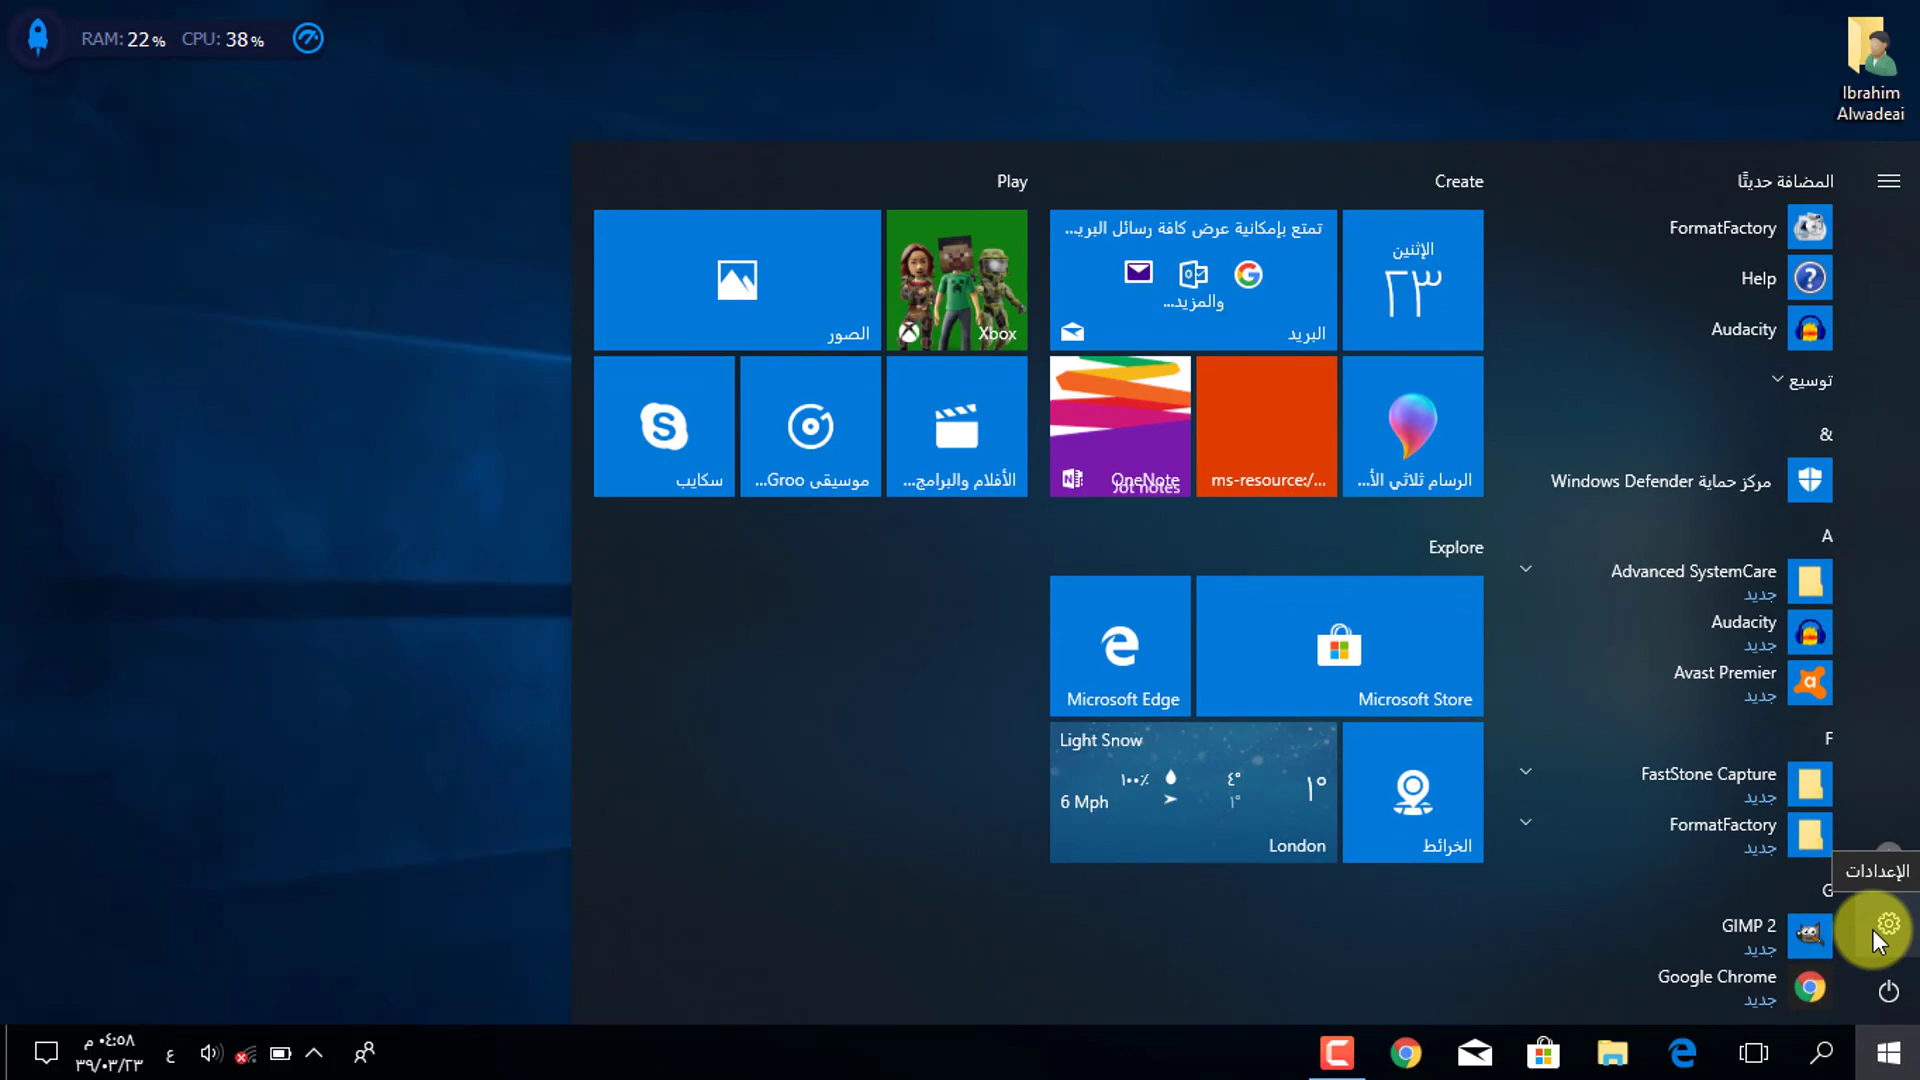 RAM: 22% CPU: 38%
Ibrahim
Alwadeai
المضافة حديثًا
FormatFactory
Help
Audacity
توسيع
&
مركز حماية Windows Defender
A
Advanced SystemCare
جديد
Audacity
جديد
Avast Premier
جديد
F
FastStone Capture
جديد
FormatFactory
جديد
الإعدادات
G
GIMP 2
جديد
Google Chrome
جديد
Create
الإثنين
٢٣
تمتع بإمكانية عرض كافة رسائل البريد...
والمزيد...
البريد
الرسام ثلاثي الأ...
ms-resource:/...
OneNote
Jot notes
Play
Xbox
الصور
الأفلام والبرامج...
موسيقى Groo...
سكايب
Explore
Microsoft Store
Microsoft Edge
الخرائط
Light Snow
١°
٤°
١°
١٠٠٪
6 Mph
London
٠٤:٥٨ م
٣٩/٠٣/٢٣
ع